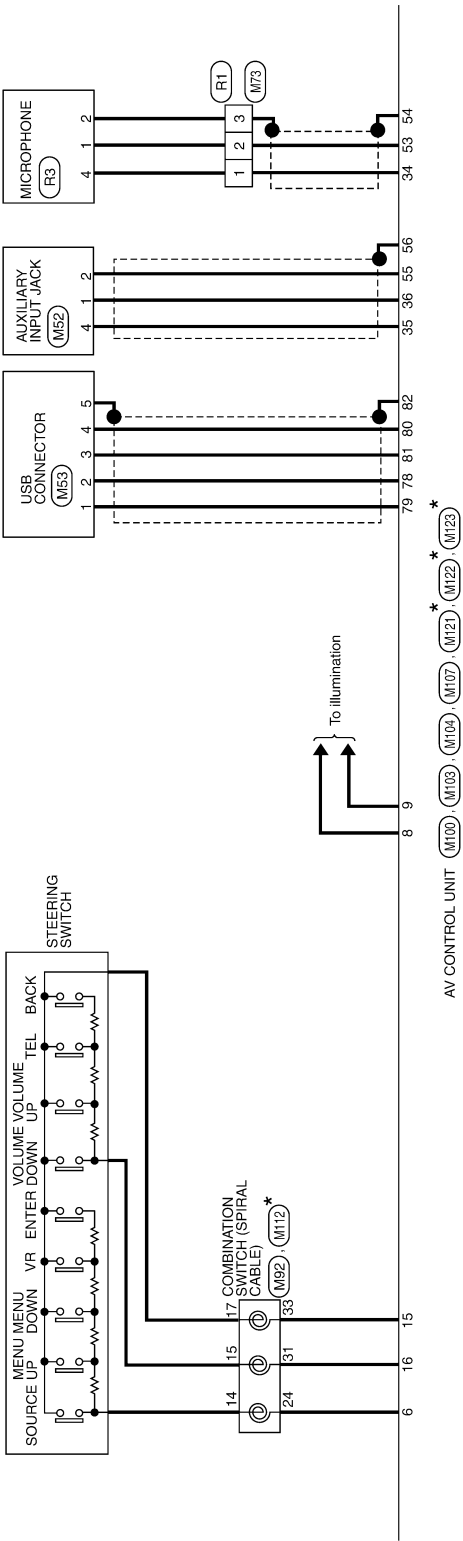 STEERING
SWITCH
SOURCE
MENU
UP
MENU
DOWN
VR
ENTER
VOLUME
DOWN
VOLUME
UP
TEL
BACK
COMBINATION
SWITCH (SPIRAL
CABLE)
M92 , M112 *
14 15 17
24 31 33
6 16 15
To illumination
8 9
USB
CONNECTOR
M53
1 2 3 4 5
79 78 81 80 82
AUXILIARY
INPUT JACK
M52
4 1 2
35 36 55 56
MICROPHONE
R3
4 1 2
R1
M73
1 2 3
34 53 54
AV CONTROL UNIT M100 , M103 , M104 , M107 , M121 * , M122 * , M123 *